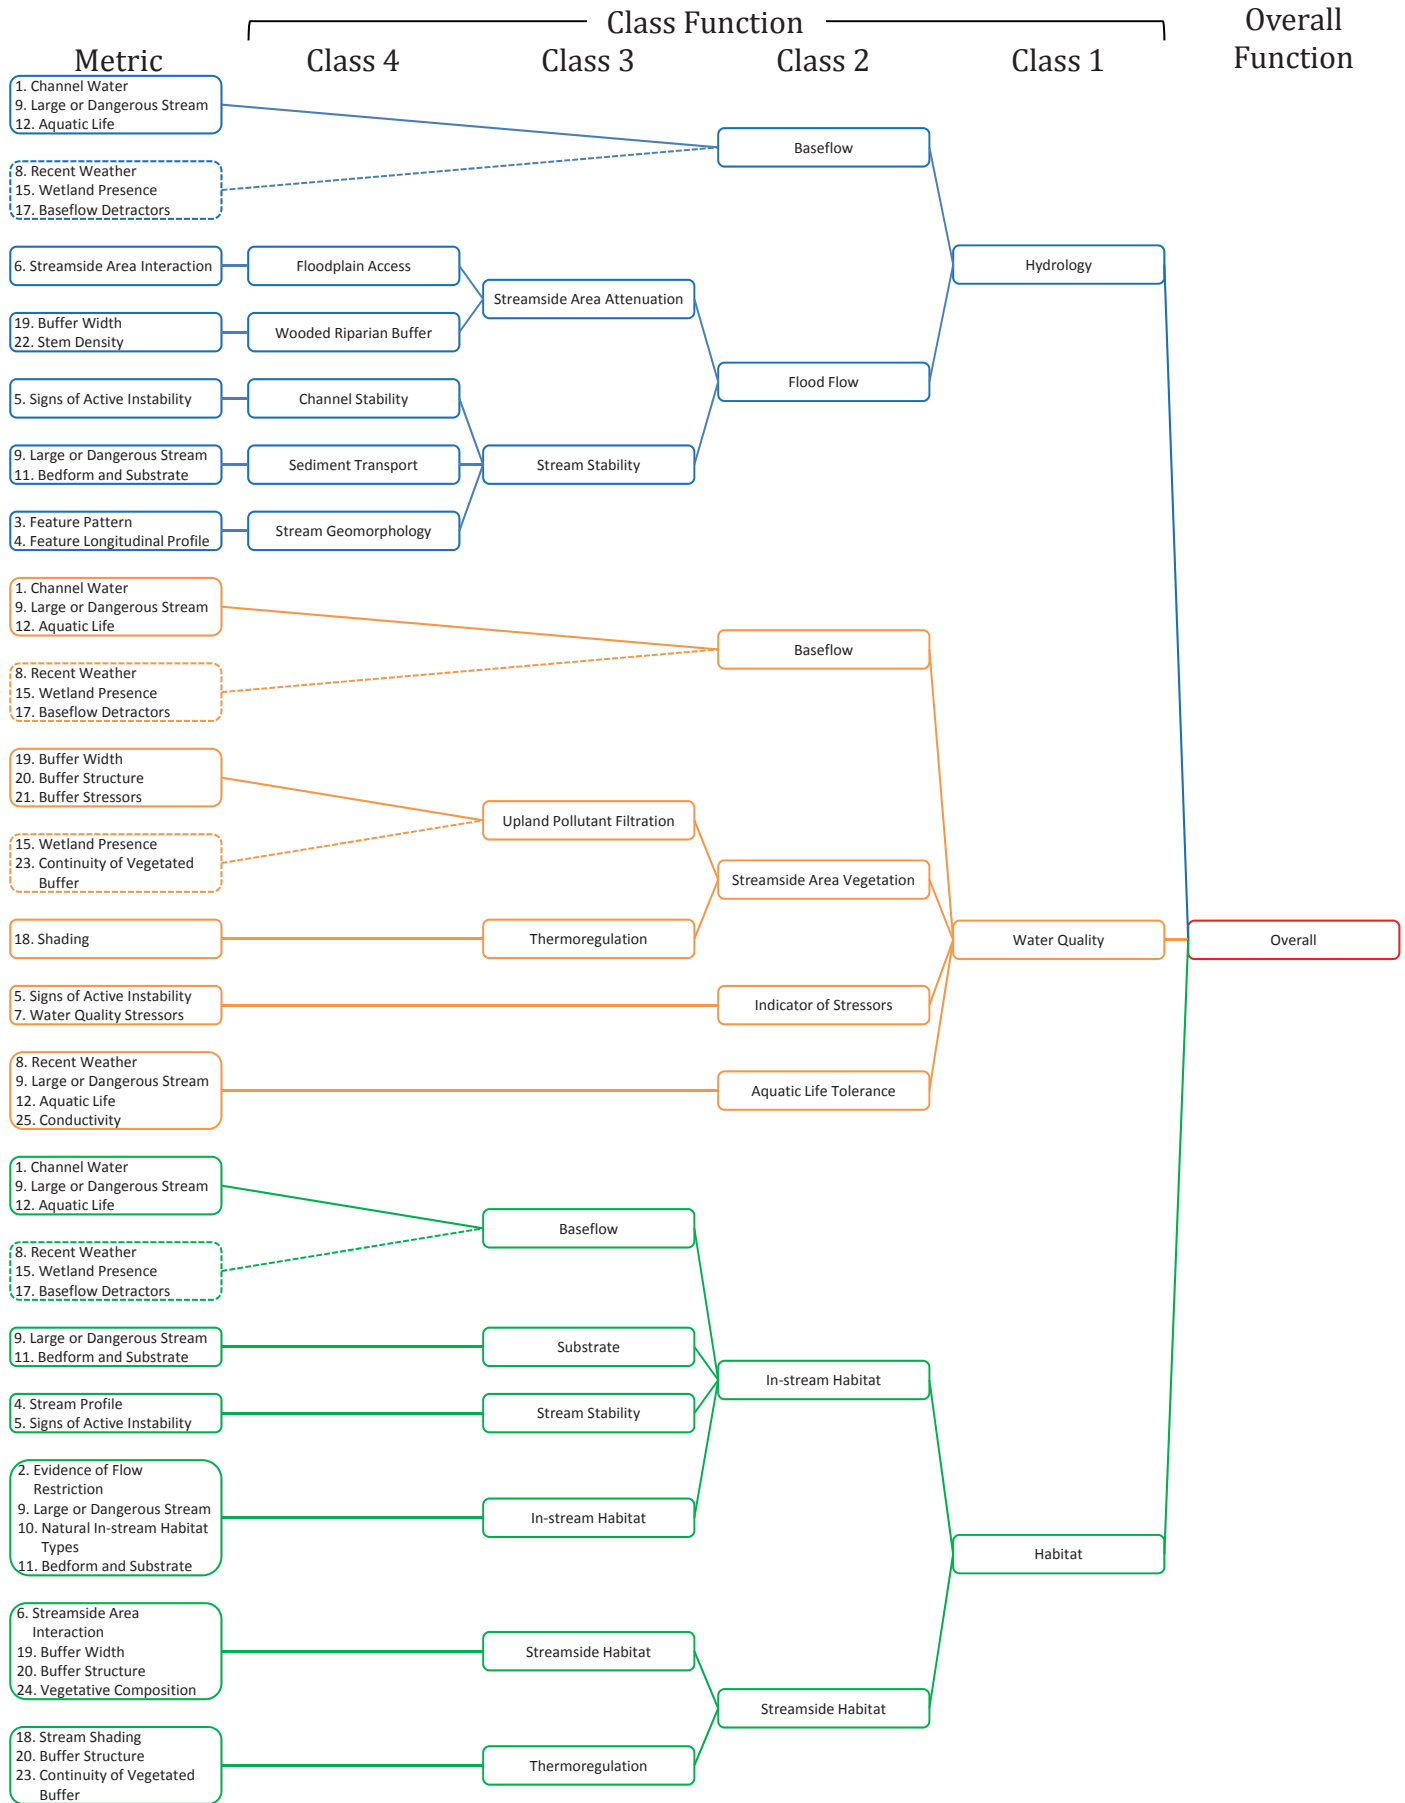 Class Function
Overall
Function
Metric
Class 4
Class 3
Class 2
Class 1
1. Channel Water
9. Large or Dangerous Stream
12. Aquatic Life
Baseflow
8. Recent Weather
15. Wetland Presence
17. Baseflow Detractors
6. Streamside Area Interaction
Floodplain Access
Hydrology
Streamside Area Attenuation
19. Buffer Width
22. Stem Density
Wooded Riparian Buffer
Flood Flow
5. Signs of Active Instability
Channel Stability
9. Large or Dangerous Stream
11. Bedform and Substrate
Sediment Transport
Stream Stability
3. Feature Pattern
4. Feature Longitudinal Profile
Stream Geomorphology
1. Channel Water
9. Large or Dangerous Stream
12. Aquatic Life
Baseflow
8. Recent Weather
15. Wetland Presence
17. Baseflow Detractors
19. Buffer Width
20. Buffer Structure
21. Buffer Stressors
Upland Pollutant Filtration
15. Wetland Presence
23. Continuity of Vegetated
Buffer
Streamside Area Vegetation
18. Shading
Thermoregulation
Water Quality
Overall
5. Signs of Active Instability
7. Water Quality Stressors
Indicator of Stressors
8. Recent Weather
9. Large or Dangerous Stream
12. Aquatic Life
25. Conductivity
Aquatic Life Tolerance
1. Channel Water
9. Large or Dangerous Stream
12. Aquatic Life
Baseflow
8. Recent Weather
15. Wetland Presence
17. Baseflow Detractors
9. Large or Dangerous Stream
11. Bedform and Substrate
Substrate
In-stream Habitat
4. Stream Profile
5. Signs of Active Instability
Stream Stability
2. Evidence of Flow
Restriction
9. Large or Dangerous Stream
10. Natural In-stream Habitat
Types
11. Bedform and Substrate
In-stream Habitat
Habitat
6. Streamside Area
Interaction
19. Buffer Width
20. Buffer Structure
24. Vegetative Composition
Streamside Habitat
Streamside Habitat
18. Stream Shading
20. Buffer Structure
23. Continuity of Vegetated
Buffer
Thermoregulation